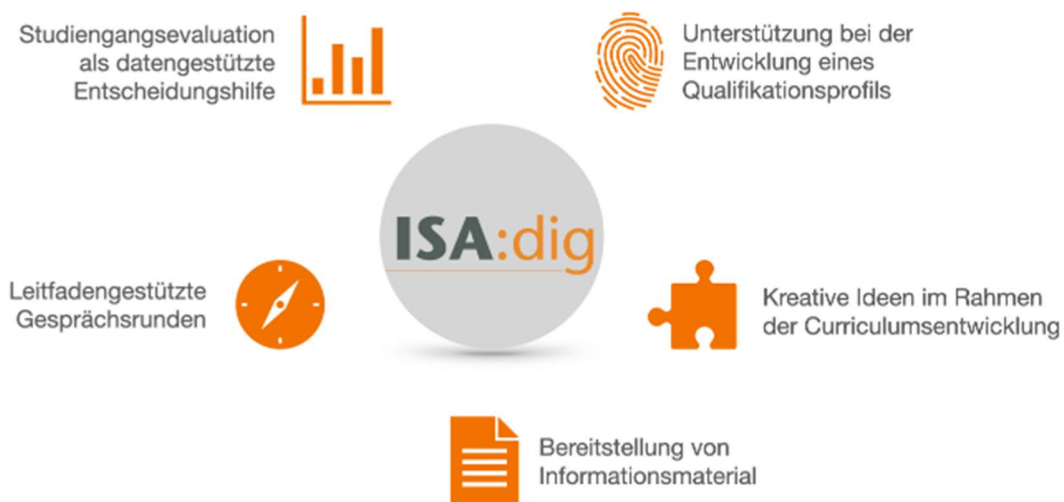 Studiengangsevaluation
als datengestützte
Entscheidungshilfe
Unterstützung bei der
Entwicklung eines
Qualifikationsprofils
ISA:dig
Leitfadengestützte
Gesprächsrunden
Kreative Ideen im Rahmen
der Curriculumsentwicklung
Bereitstellung von
Informationsmaterial